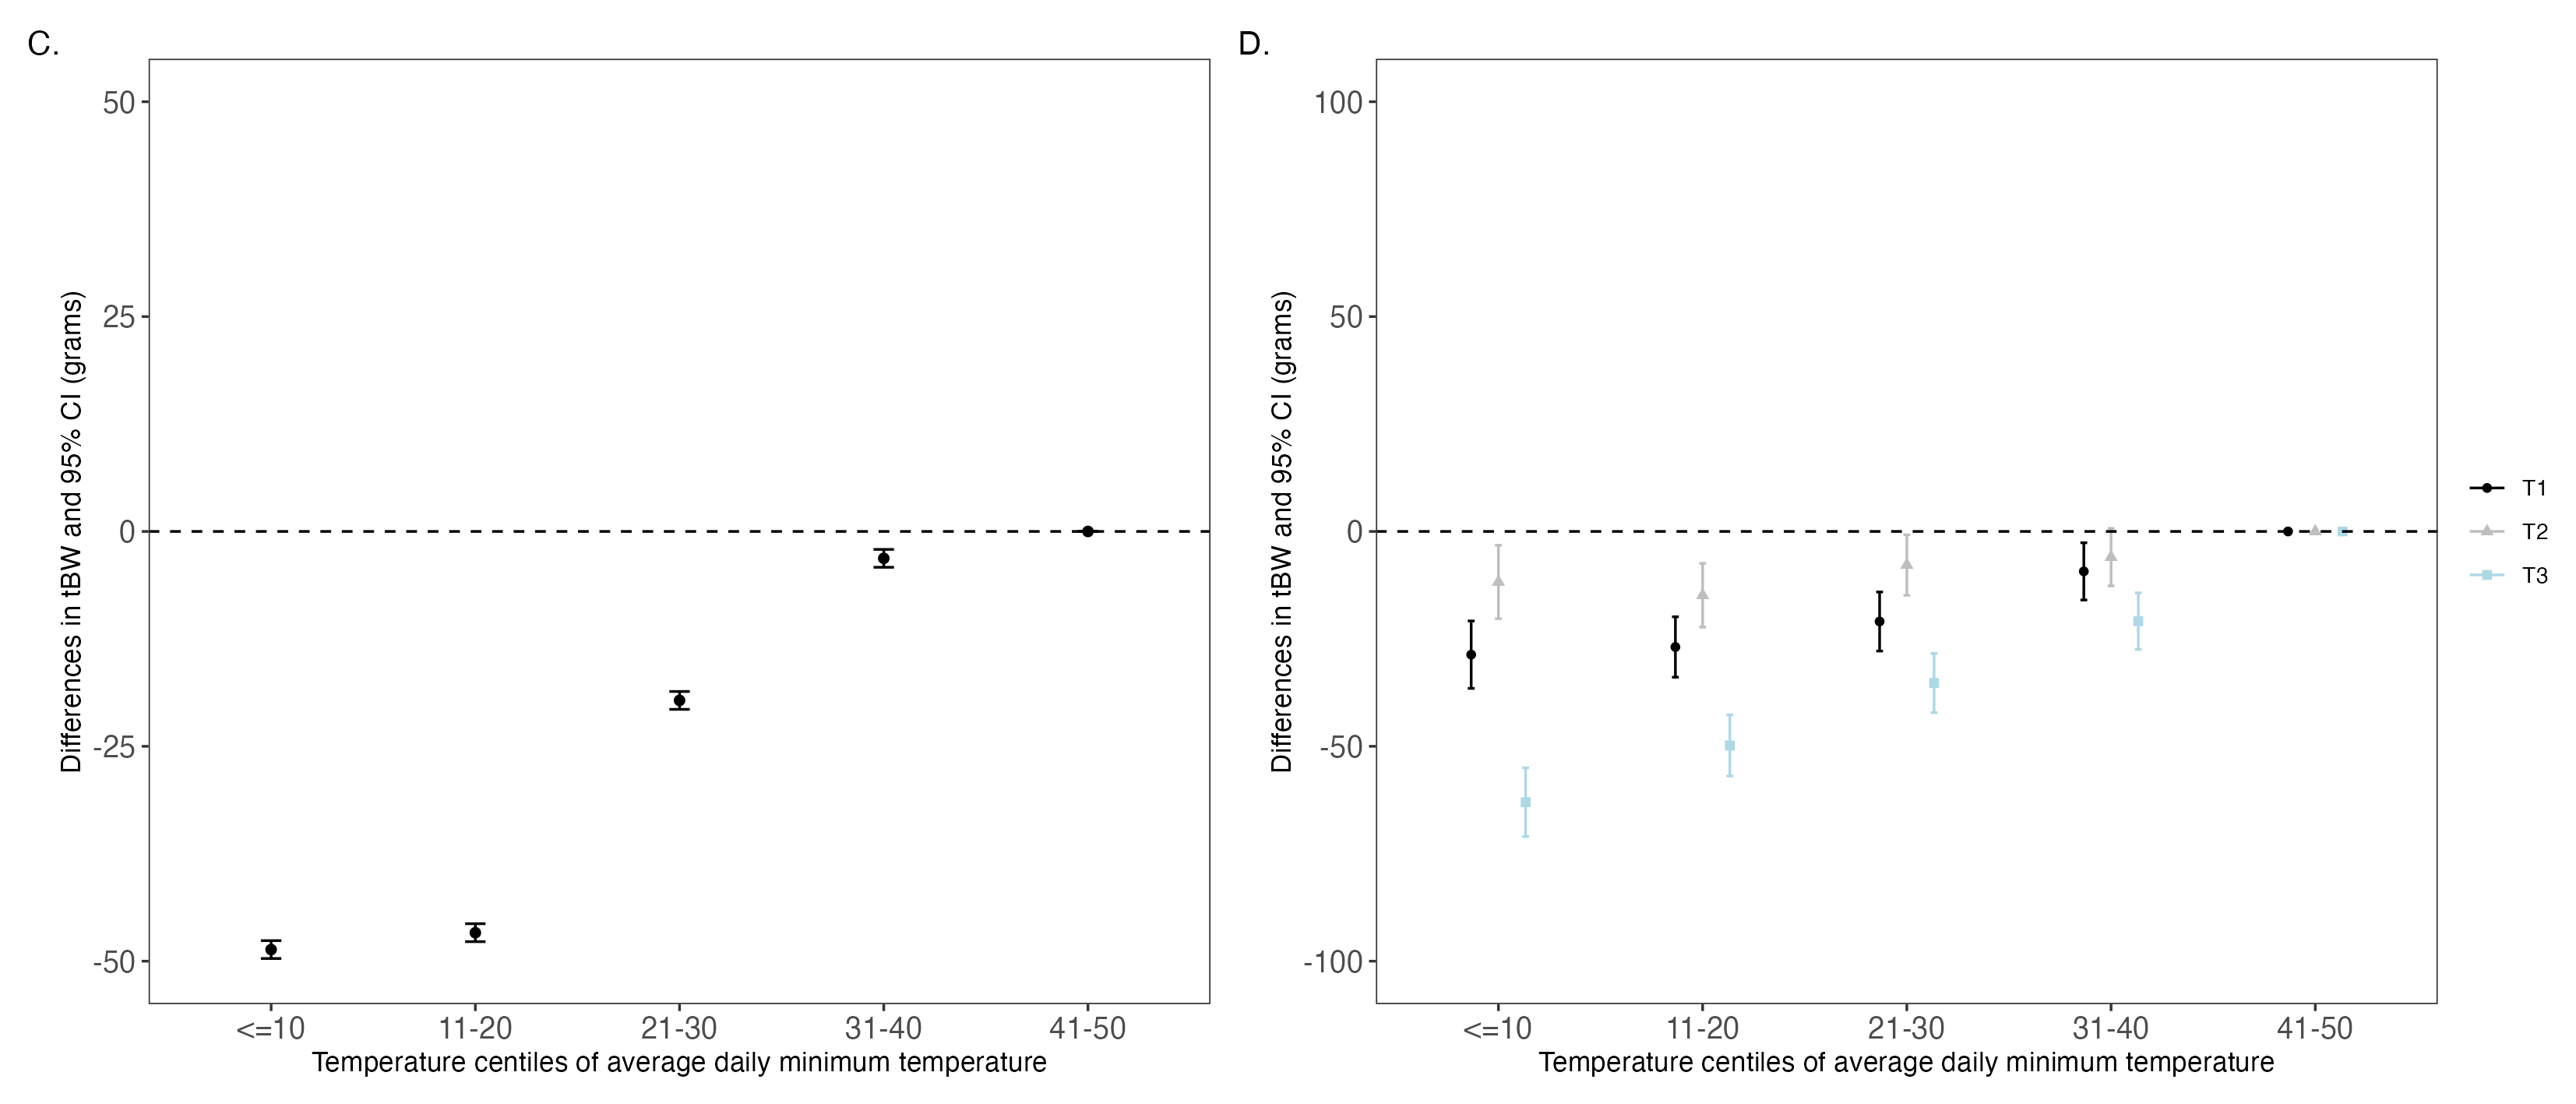 C.
50
25
0
-25
-50
Differences in tBW and 95% CI (grams)
<=10 11-20 21-30 31-40 41-50
Temperature centiles of average daily minimum temperature
D.
100
50
0
-50
-100
Differences in tBW and 95% CI (grams)
<=10 11-20 21-30 31-40 41-50
Temperature centiles of average daily minimum temperature
T1
T2
T3